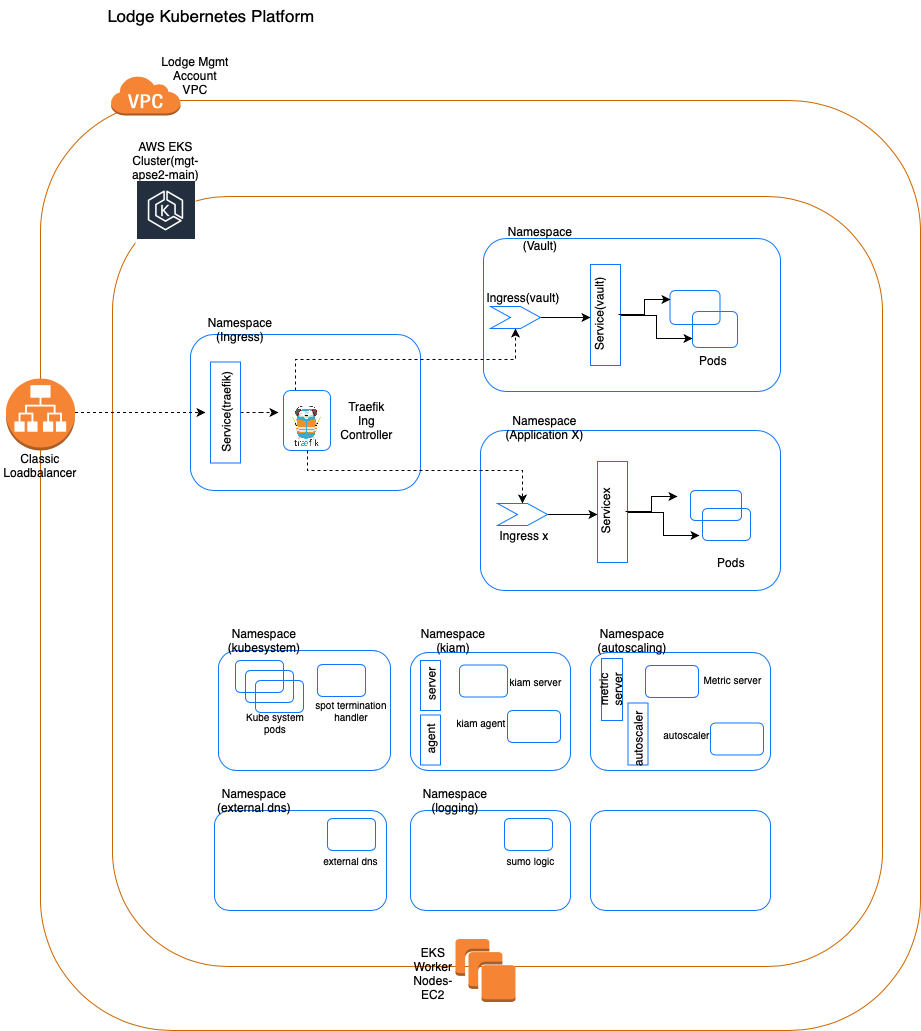 Lodge Kubernetes Platform
Lodge Mgmt
Account
VPC
VPC
AWS EKS
Cluster(mgt-
apse2-main)
K
Namespace
(Vault)
Ingress(vault)
Service(vault)
Pods
Namespace
(Ingress)
Service(traefik)
træfik
Traefik
Ing
Controller
Classic
Loadbalancer
Namespace
(Application X)
Ingress x
Servicex
Pods
Namespace
(kubesystem)
Kube system
pods
spot termination
handler
Namespace
(kiam)
server
kiam server
agent
kiam agent
Namespace
(autoscaling)
metric
server
Metric server
autoscaler
autoscaler
Namespace
(external dns)
external dns
Namespace
(logging)
sumo logic
EKS
Worker
Nodes-
EC2